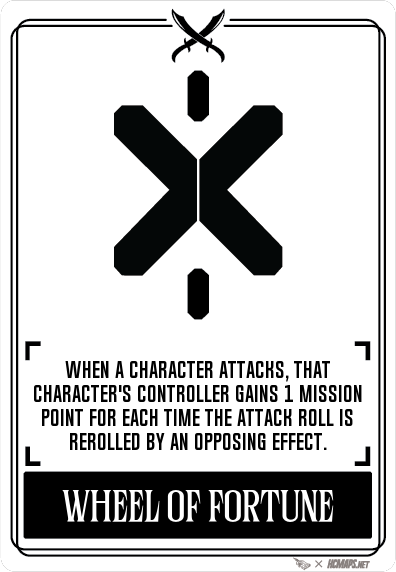 WHEN A CHARACTER ATTACKS, THAT
CHARACTER'S CONTROLLER GAINS 1 MISSION
POINT FOR EACH TIME THE ATTACK ROLL IS
REROLLED BY AN OPPOSING EFFECT.
WHEEL OF FORTUNE
× HCMAPS.NET